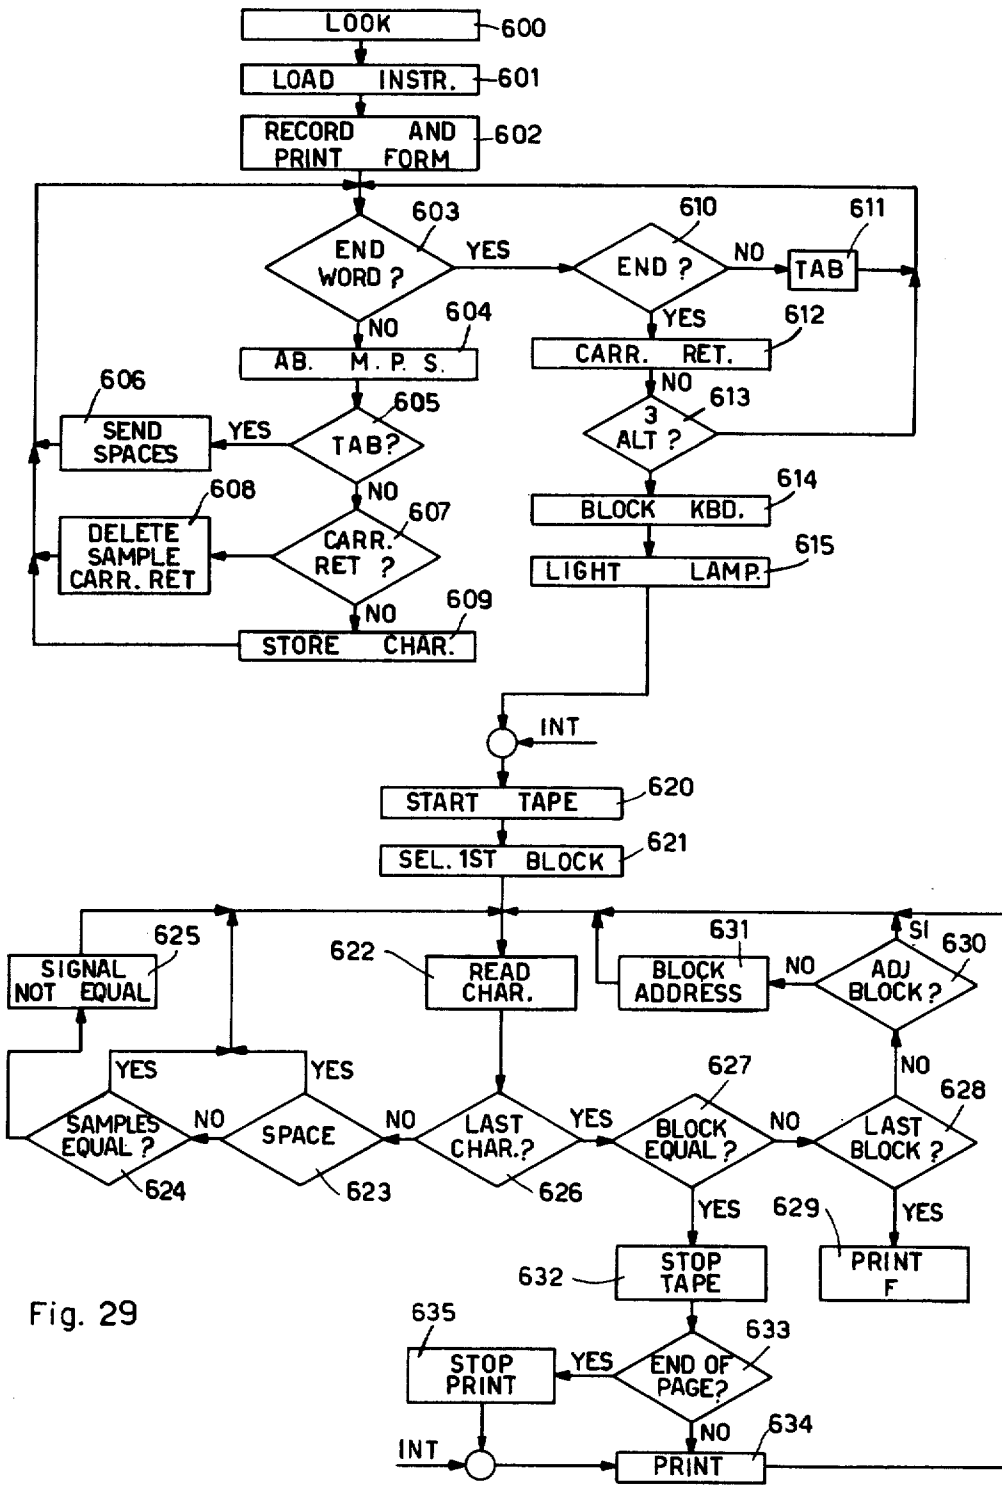 LOOK 600
LOAD INSTR. 601
RECORD AND
PRINT FORM 602
603
END
WORD?
YES
NO
610
END?
NO
YES
611
TAB
604
AB. M.P.S.
612
CARR. RET.
NO
605
TAB?
YES
NO
606
SEND
SPACES
613
3
ALT?
608
DELETE
SAMPLE
CARR. RET
607
CARR.
RET?
NO
614
BLOCK KBD.
615
LIGHT LAMP.
609
STORE CHAR.
INT
START TAPE 620
SEL. 1ST BLOCK 621
625
SIGNAL
NOT EQUAL
622
READ
CHAR.
631
BLOCK
ADDRESS
NO
SI
630
ADJ
BLOCK?
YES
YES
NO
SAMPLES
EQUAL?
624
NO
SPACE
623
NO
LAST
CHAR.?
626
YES
627
BLOCK
EQUAL?
NO
628
LAST
BLOCK?
YES
YES
629
PRINT
F
632
STOP
TAPE
Fig. 29
635
STOP
PRINT
YES
633
END OF
PAGE?
NO
INT
634
PRINT